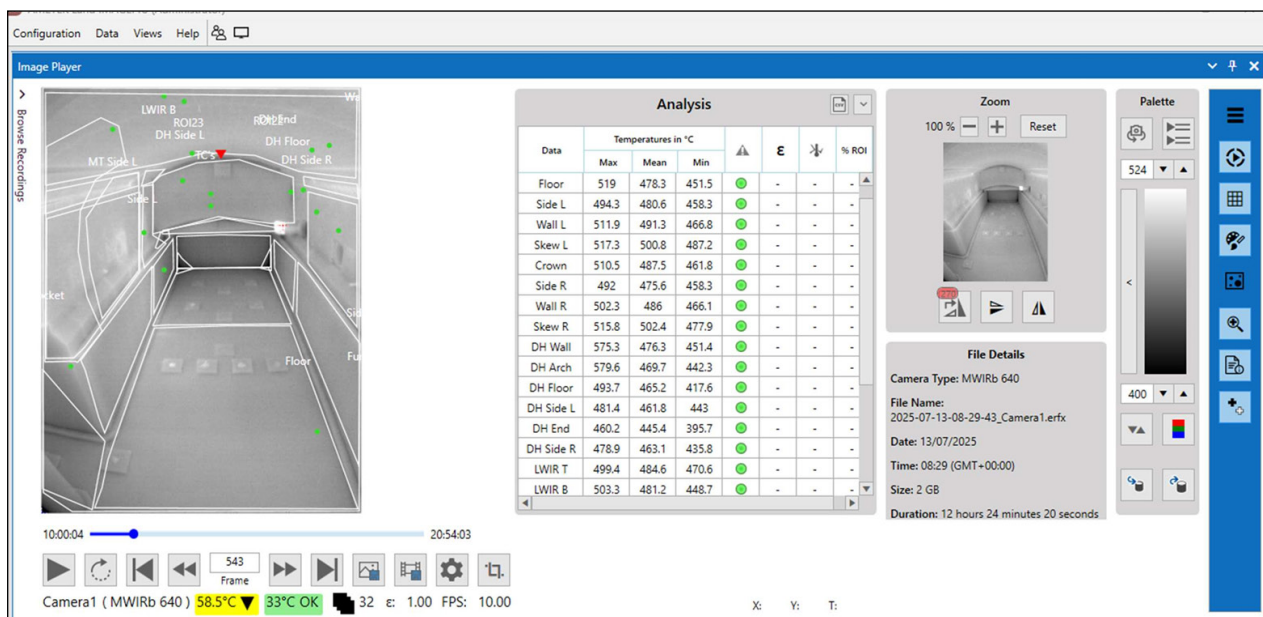 Configuration Data Views Help
Image Player
Browse Recordings
LWIR B
ROI23
DH End
DH Side L
DH Floor
TC's
MT Side L
DH Side R
Side L
Floor
Analysis
Data Temperatures in °C ε % ROI
Max Mean Min
Floor 519 478.3 451.5 - - -
Side L 494.3 480.6 458.3 - - -
Wall L 511.9 491.3 466.8 - - -
Skew L 517.3 500.8 487.2 - - -
Crown 510.5 487.5 461.8 - - -
Side R 492 475.6 458.3 - - -
Wall R 502.3 486 466.1 - - -
Skew R 515.8 502.4 477.9 - - -
DH Wall 575.3 476.3 451.4 - - -
DH Arch 579.6 469.7 442.3 - - -
DH Floor 493.7 465.2 417.6 - - -
DH Side L 481.4 461.8 443 - - -
DH End 460.2 445.4 395.7 - - -
DH Side R 478.9 463.1 435.8 - - -
LWIR T 499.4 484.6 470.6 - - -
LWIR B 503.3 481.2 448.7 - - -
Zoom
100 % Reset
270
File Details
Camera Type: MWIRb 640
File Name:
2025-07-13-08-29-43_Camera1.erfx
Date: 13/07/2025
Time: 08:29 (GMT+00:00)
Size: 2 GB
Duration: 12 hours 24 minutes 20 seconds
Palette
524
<
400
10:00:04 20:54:03
543
Frame
Camera1 ( MWIRb 640 ) 58.5°C 33°C OK 32 ε: 1.00 FPS: 10.00
X: Y: T: